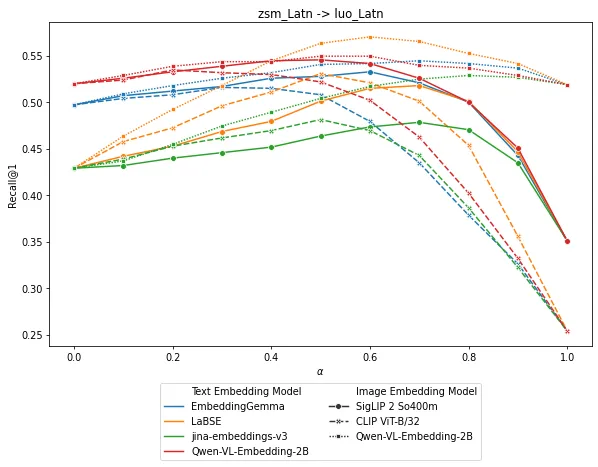 zsm_Latn -> luo_Latn
Recall@1
0.55
0.50
0.45
0.40
0.35
0.30
0.25
0.0 0.2 0.4 0.6 0.8 1.0
α
Text Embedding Model Image Embedding Model
EmbeddingGemma SigLIP 2 So400m
LaBSE CLIP ViT-B/32
jina-embeddings-v3 Qwen-VL-Embedding-2B
Qwen-VL-Embedding-2B